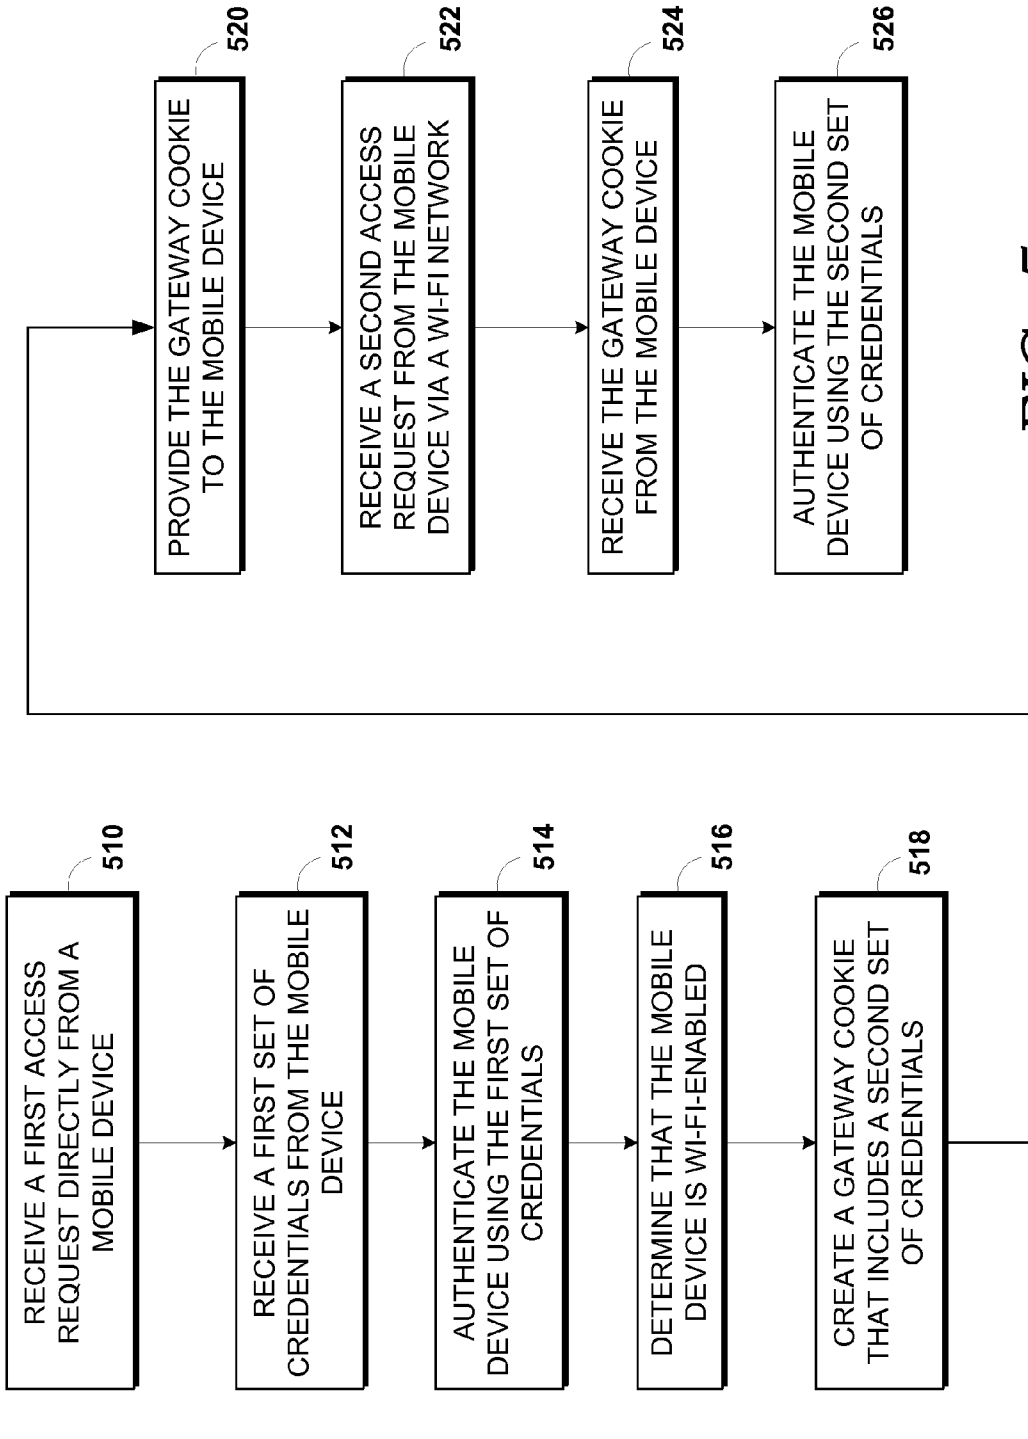 RECEIVE A FIRST ACCESS
REQUEST DIRECTLY FROM A
MOBILE DEVICE
510
RECEIVE A FIRST SET OF
CREDENTIALS FROM THE MOBILE
DEVICE
512
AUTHENTICATE THE MOBILE
DEVICE USING THE FIRST SET OF
CREDENTIALS
514
DETERMINE THAT THE MOBILE
DEVICE IS WI-FI-ENABLED
516
CREATE A GATEWAY COOKIE
THAT INCLUDES A SECOND SET
OF CREDENTIALS
518
PROVIDE THE GATEWAY COOKIE
TO THE MOBILE DEVICE
520
RECEIVE A SECOND ACCESS
REQUEST FROM THE MOBILE
DEVICE VIA A WI-FI NETWORK
522
RECEIVE THE GATEWAY COOKIE
FROM THE MOBILE DEVICE
524
AUTHENTICATE THE MOBILE
DEVICE USING THE SECOND SET
OF CREDENTIALS
526